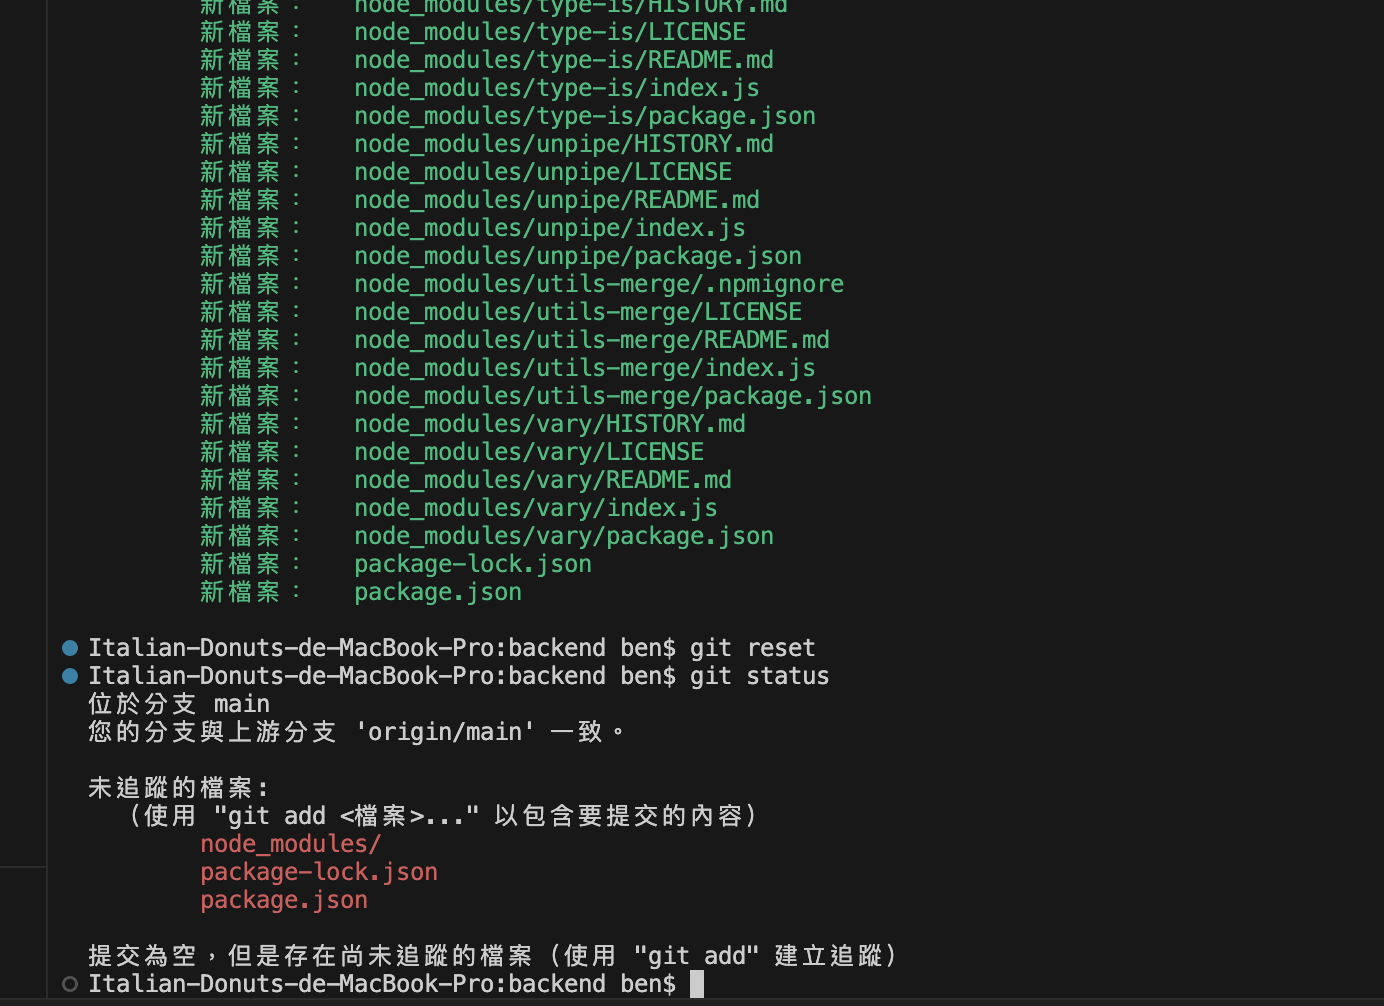 新檔案： node_modules/type-is/HISTORY.md
新檔案： node_modules/type-is/LICENSE
新檔案： node_modules/type-is/README.md
新檔案： node_modules/type-is/index.js
新檔案： node_modules/type-is/package.json
新檔案： node_modules/unpipe/HISTORY.md
新檔案： node_modules/unpipe/LICENSE
新檔案： node_modules/unpipe/README.md
新檔案： node_modules/unpipe/index.js
新檔案： node_modules/unpipe/package.json
新檔案： node_modules/utils-merge/.npmignore
新檔案： node_modules/utils-merge/LICENSE
新檔案： node_modules/utils-merge/README.md
新檔案： node_modules/utils-merge/index.js
新檔案： node_modules/utils-merge/package.json
新檔案： node_modules/vary/HISTORY.md
新檔案： node_modules/vary/LICENSE
新檔案： node_modules/vary/README.md
新檔案： node_modules/vary/index.js
新檔案： node_modules/vary/package.json
新檔案： package-lock.json
新檔案： package.json
Italian-Donuts-de-MacBook-Pro:backend ben$ git reset
Italian-Donuts-de-MacBook-Pro:backend ben$ git status
位於分支 main
您的分支與上游分支 'origin/main' 一致。
未追蹤的檔案:
（使用 "git add <檔案>..." 以包含要提交的內容）
node_modules/
package-lock.json
package.json
提交為空，但是存在尚未追蹤的檔案（使用 "git add" 建立追蹤）
Italian-Donuts-de-MacBook-Pro:backend ben$